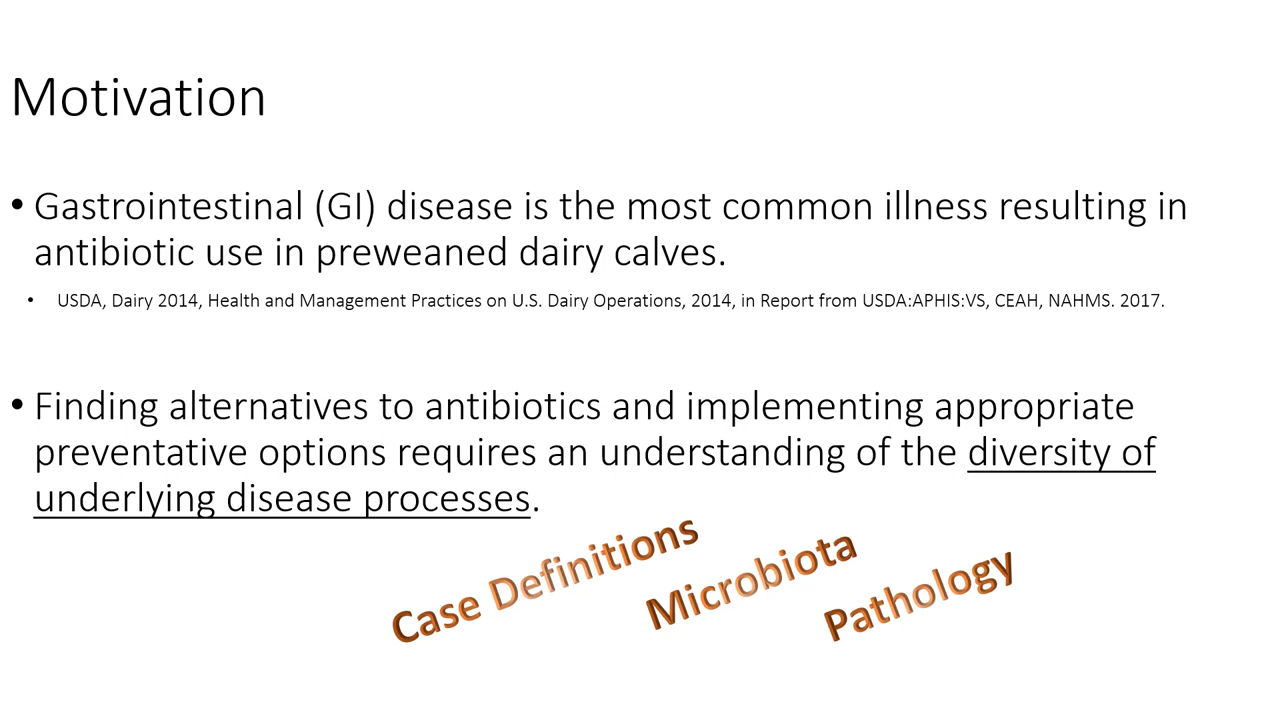 Motivation
• Gastrointestinal (GI) disease is the most common illness resulting in
antibiotic use in preweaned dairy calves.
• USDA, Dairy 2014, Health and Management Practices on U.S. Dairy Operations, 2014, in Report from USDA:APHIS:VS, CEAH, NAHMS. 2017.
• Finding alternatives to antibiotics and implementing appropriate
preventative options requires an understanding of the diversity of
underlying disease processes.
Case Definitions
Microbiota
Pathology